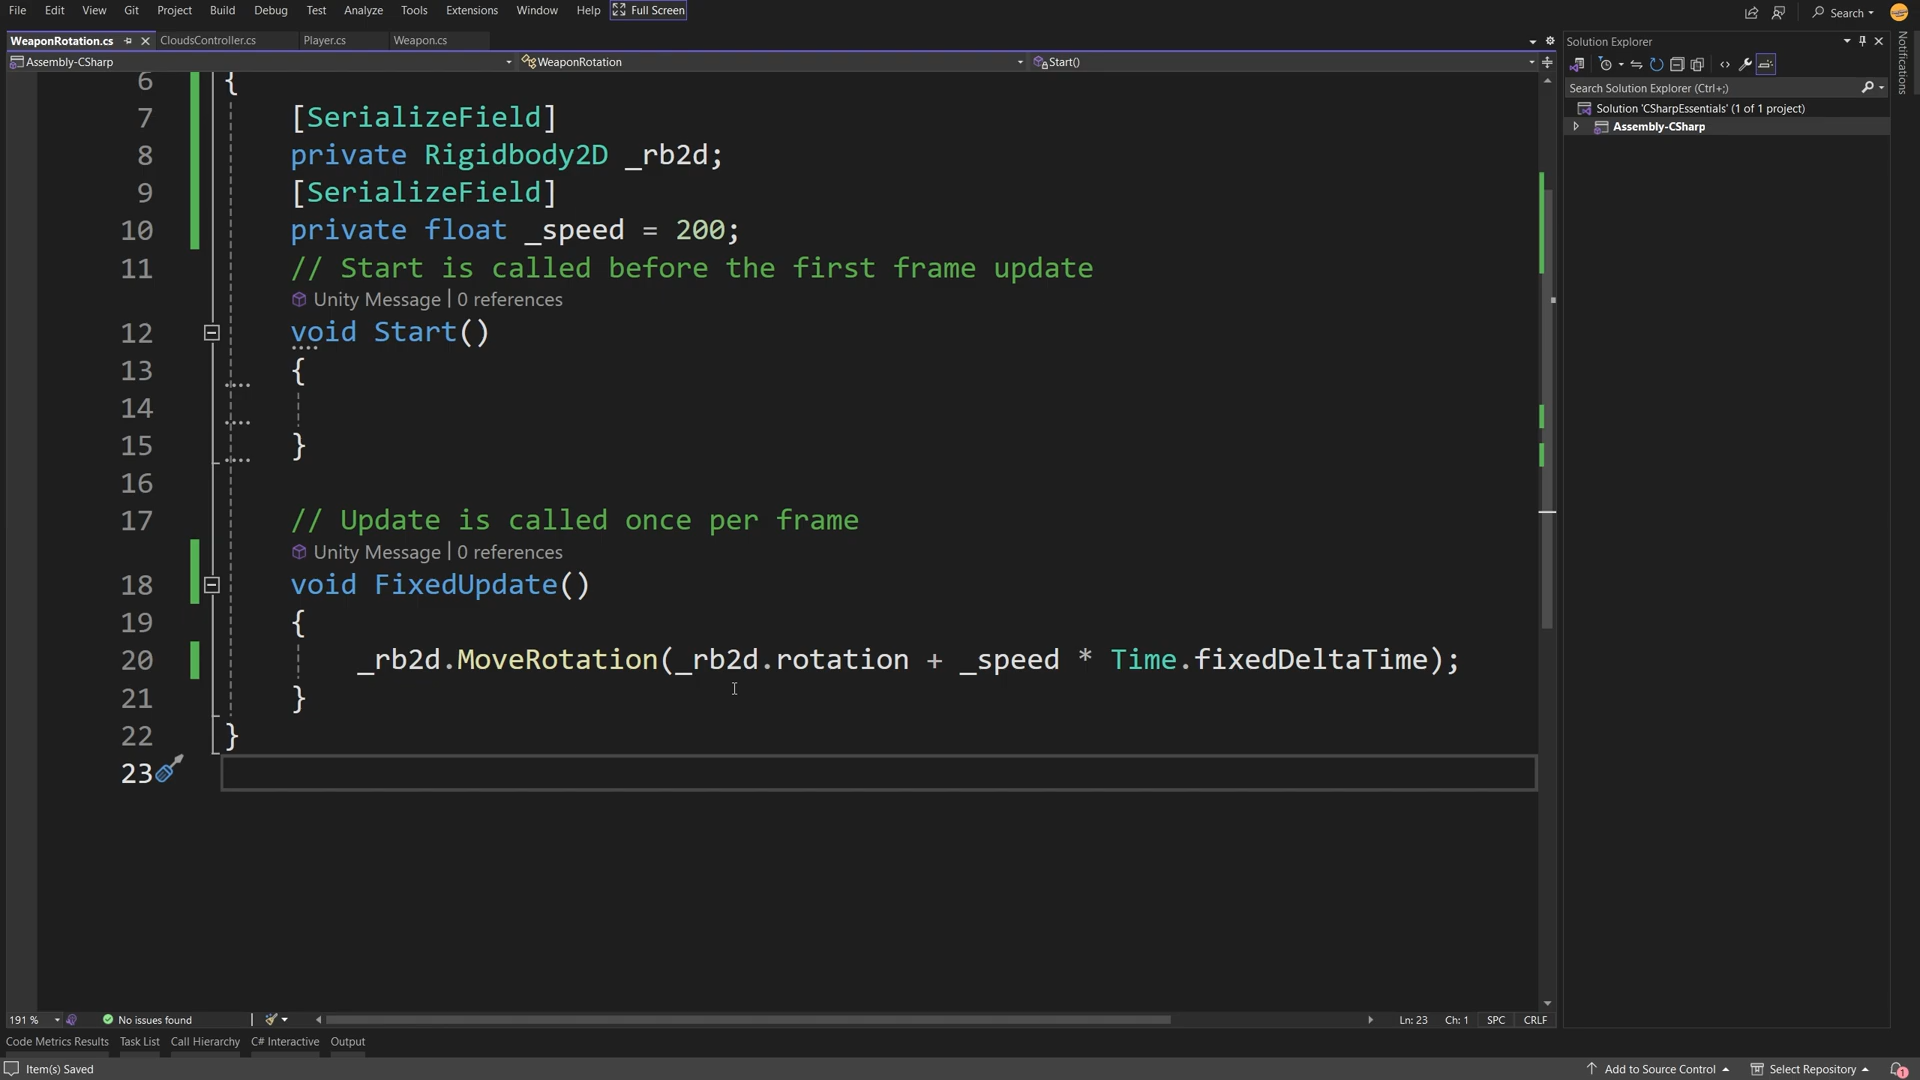 File Edit View Git Project Build Debug Test Analyze Tools Extensions Window Help Full Screen Search
WeaponRotation.cs CloudsController.cs Player.cs Weapon.cs
Assembly-CSharp WeaponRotation Start()
6 {
7 [SerializeField]
8 private Rigidbody2D _rb2d;
9 [SerializeField]
10 private float _speed = 200;
11 // Start is called before the first frame update
Unity Message | 0 references
12 void Start()
13 {
14
15 }
16
17 // Update is called once per frame
Unity Message | 0 references
18 void FixedUpdate()
19 {
20 _rb2d.MoveRotation(_rb2d.rotation + _speed * Time.fixedDeltaTime);
21 }
22 }
23
191 % No issues found Ln: 23 Ch: 1 SPC CRLF
Code Metrics Results Task List Call Hierarchy C# Interactive Output
Item(s) Saved Add to Source Control Select Repository 1
Solution Explorer
Search Solution Explorer (Ctrl+;)
Solution 'CSharpEssentials' (1 of 1 project)
Assembly-CSharp
Notifications